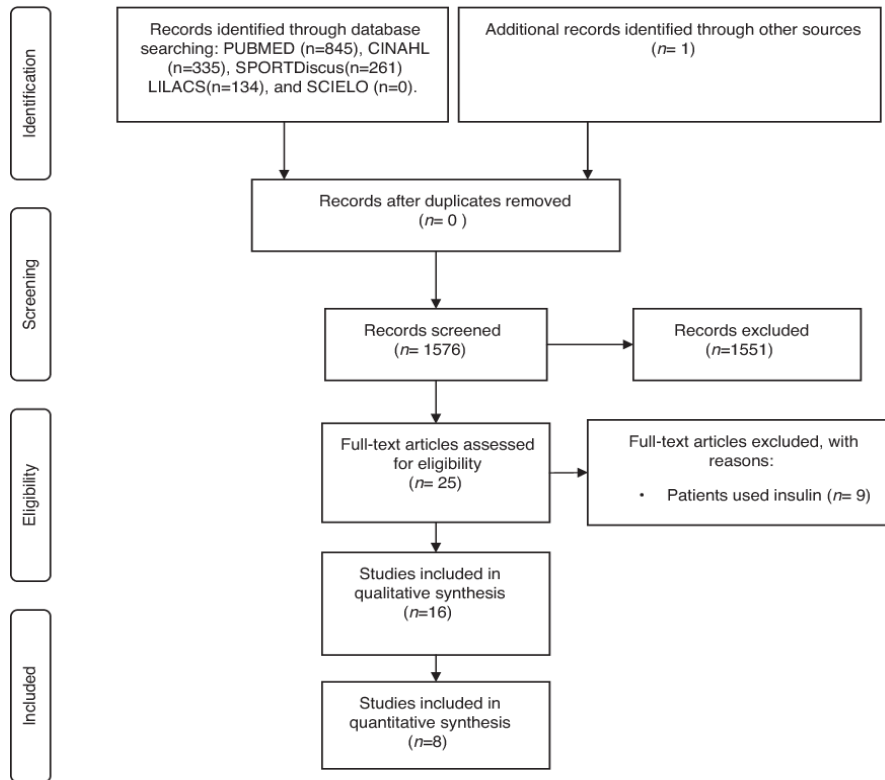 Identification
Records identified through database
searching: PUBMED (n=845), CINAHL
(n=335), SPORTDiscus(n=261)
LILACS(n=134), and SCIELO (n=0).
Additional records identified through other sources
(n= 1)
Records after duplicates removed
(n= 0 )
Screening
Records screened
(n= 1576)
Records excluded
(n=1551)
Eligibility
Full-text articles assessed
for eligibility
(n= 25)
Full-text articles excluded, with
reasons:
• Patients used insulin (n= 9)
Studies included in
qualitative synthesis
(n=16)
Included
Studies included in
quantitative synthesis
(n=8)